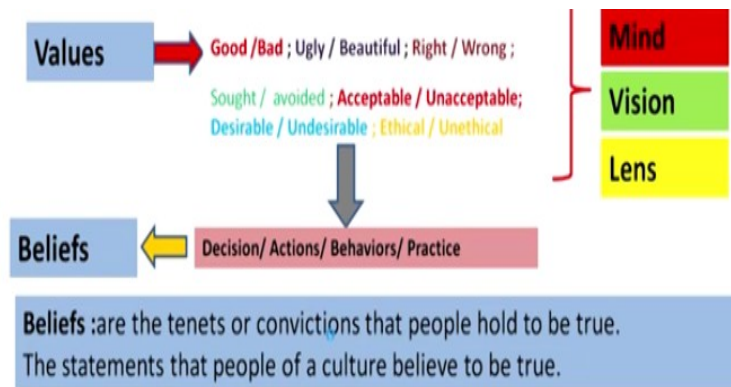 Values
Good /Bad ; Ugly / Beautiful ; Right / Wrong ;
Sought / avoided ; Acceptable / Unacceptable;
Desirable / Undesirable ; Ethical / Unethical
Mind
Vision
Lens
Beliefs
Decision/ Actions/ Behaviors/ Practice
Beliefs :are the tenets or convictions that people hold to be true.
The statements that people of a culture believe to be true.